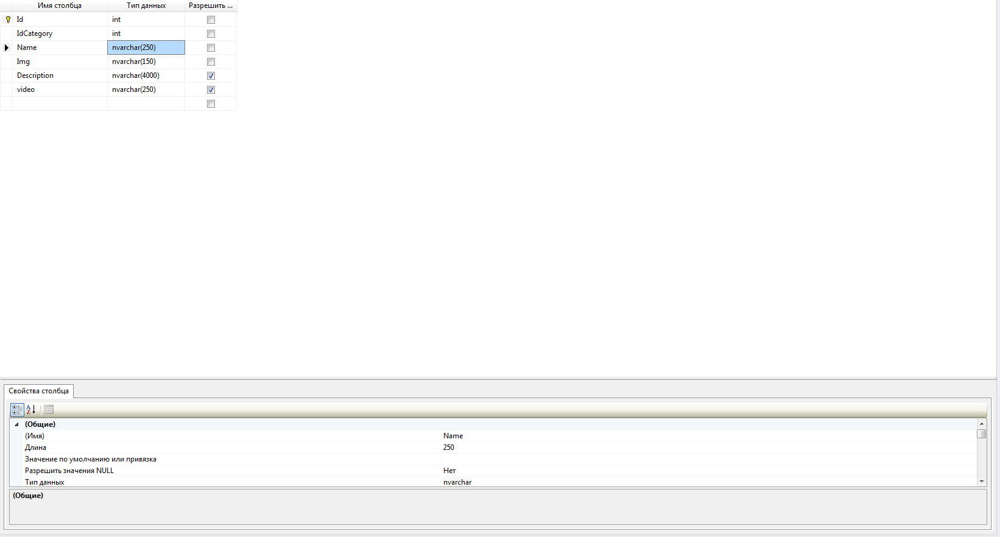 Имя столбца Тип данных Разрешить ...
Id int
IdCategory int
Name nvarchar(250)
Img nvarchar(150)
Description nvarchar(4000)
video nvarchar(250)
Свойства столбца
(Общие)
(Имя) Name
Длина 250
Значение по умолчанию или привязка
Разрешить значения NULL Нет
Тип данных nvarchar
(Общие)